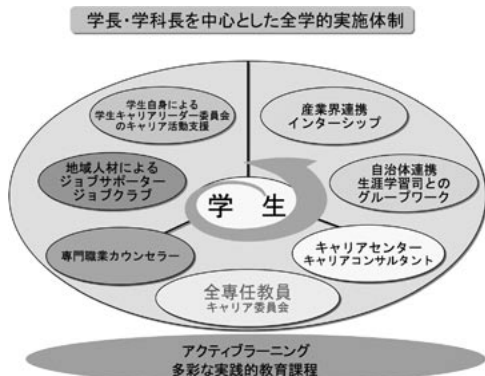 学長・学科長を中心とした全学的実施体制
学生自身による
学生キャリアリーダー委員会
のキャリア活動支援
産業界連携
インターシップ
地域人材による
ジョブサポーター
ジョブクラブ
自治体連携
生涯学習司との
グループワーク
学 生
専門職業カウンセラー
キャリアセンター
キャリアコンサルタント
全専任教員
キャリア委員会
アクティブラーニング
多彩な実践的教育課程